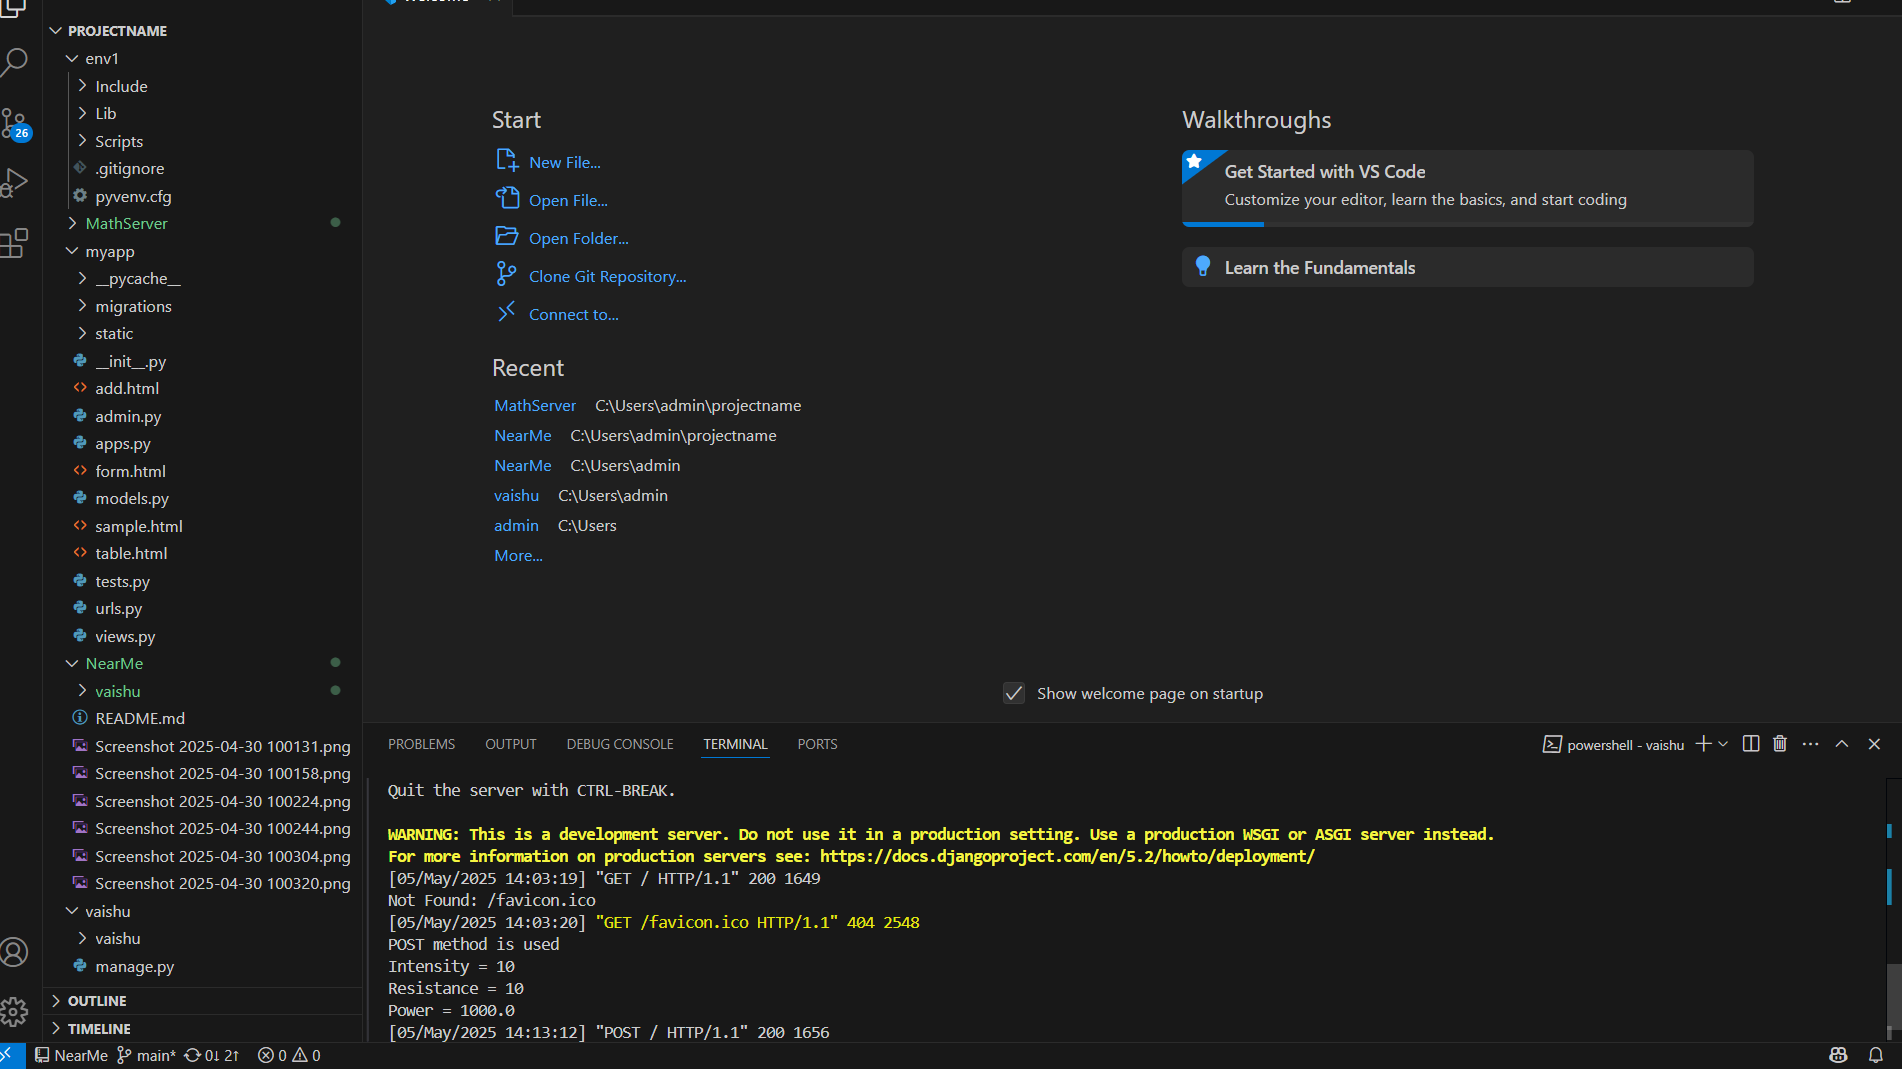 Welcome
PROJECTNAME
env1
Include
Lib
Scripts
.gitignore
pyvenv.cfg
MathServer
myapp
__pycache__
migrations
static
__init__.py
add.html
admin.py
apps.py
form.html
models.py
sample.html
table.html
tests.py
urls.py
views.py
NearMe
vaishu
README.md
Screenshot 2025-04-30 100131.png
Screenshot 2025-04-30 100158.png
Screenshot 2025-04-30 100224.png
Screenshot 2025-04-30 100244.png
Screenshot 2025-04-30 100304.png
Screenshot 2025-04-30 100320.png
vaishu
vaishu
manage.py
OUTLINE
TIMELINE
26
Start
New File...
Open File...
Open Folder...
Clone Git Repository...
Connect to...
Recent
MathServer C:\Users\admin\projectname
NearMe C:\Users\admin\projectname
NearMe C:\Users\admin
vaishu C:\Users\admin
admin C:\Users
More...
Walkthroughs
Get Started with VS Code
Customize your editor, learn the basics, and start coding
Learn the Fundamentals
Show welcome page on startup
PROBLEMS OUTPUT DEBUG CONSOLE TERMINAL PORTS
powershell - vaishu
Quit the server with CTRL-BREAK.
WARNING: This is a development server. Do not use it in a production setting. Use a production WSGI or ASGI server instead.
For more information on production servers see: https://docs.djangoproject.com/en/5.2/howto/deployment/
[05/May/2025 14:03:19] "GET / HTTP/1.1" 200 1649
Not Found: /favicon.ico
[05/May/2025 14:03:20] "GET /favicon.ico HTTP/1.1" 404 2548
POST method is used
Intensity = 10
Resistance = 10
Power = 1000.0
[05/May/2025 14:13:12] "POST / HTTP/1.1" 200 1656
NearMe main* 0↓ 2↑ 0 0